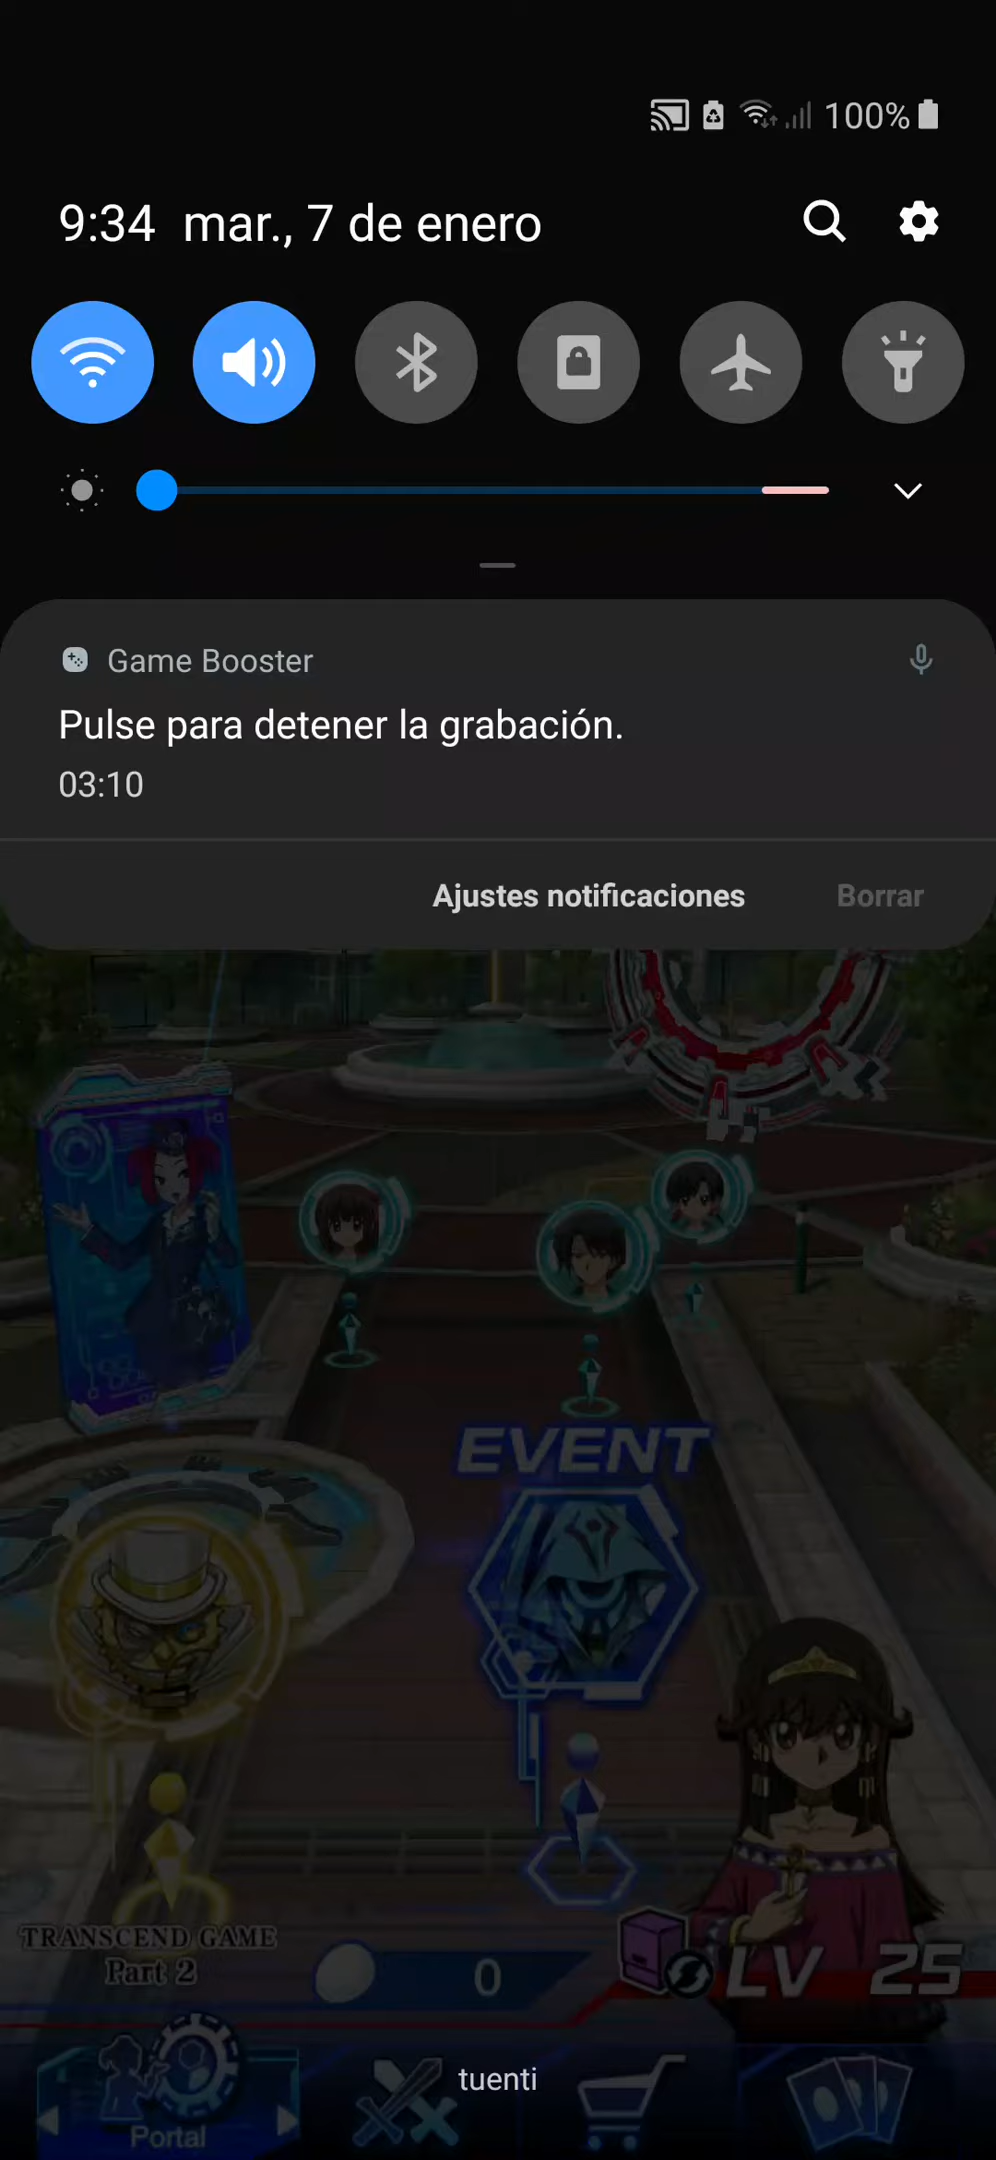 100%
9:34 mar., 7 de enero
Game Booster
Pulse para detener la grabación.
03:10
Ajustes notificaciones Borrar
EVENT
TRANSCEND GAME
Part 2
0
LV 25
tuenti
Portal